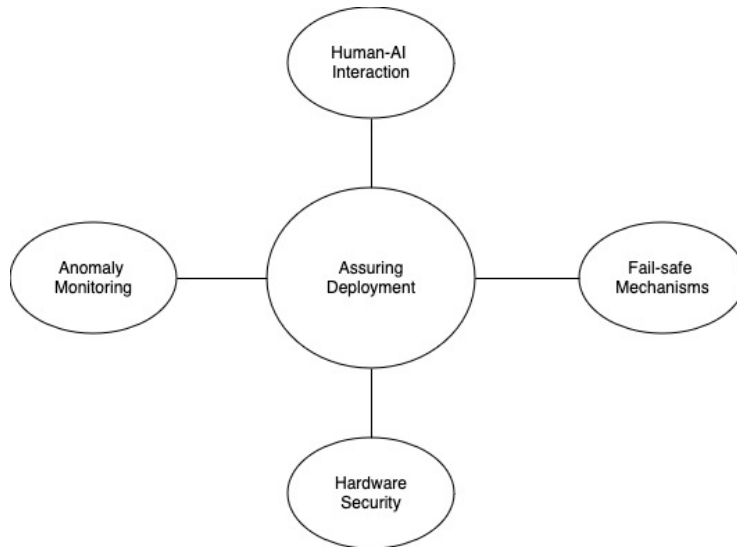 Human-AI
Interaction
Anomaly
Monitoring
Assuring
Deployment
Fail-safe
Mechanisms
Hardware
Security